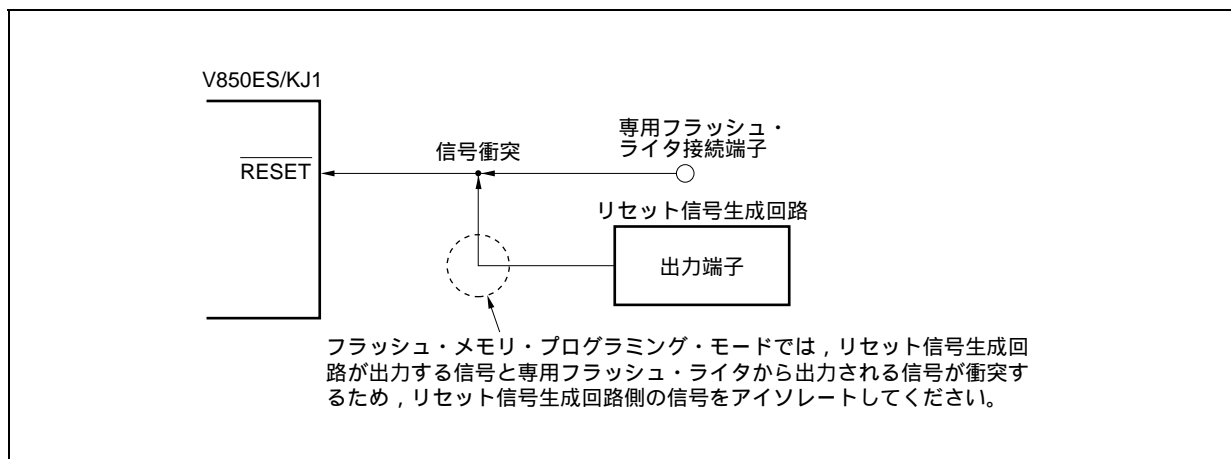 V850ES/KJ1
専用フラッシュ・
ライタ接続端子
信号衝突
RESET
リセット信号生成回路
出力端子
フラッシュ・メモリ・プログラミング・モードでは，リセット信号生成回
路が出力する信号と専用フラッシュ・ライタから出力される信号が衝突す
るため，リセット信号生成回路側の信号をアイソレートしてください。